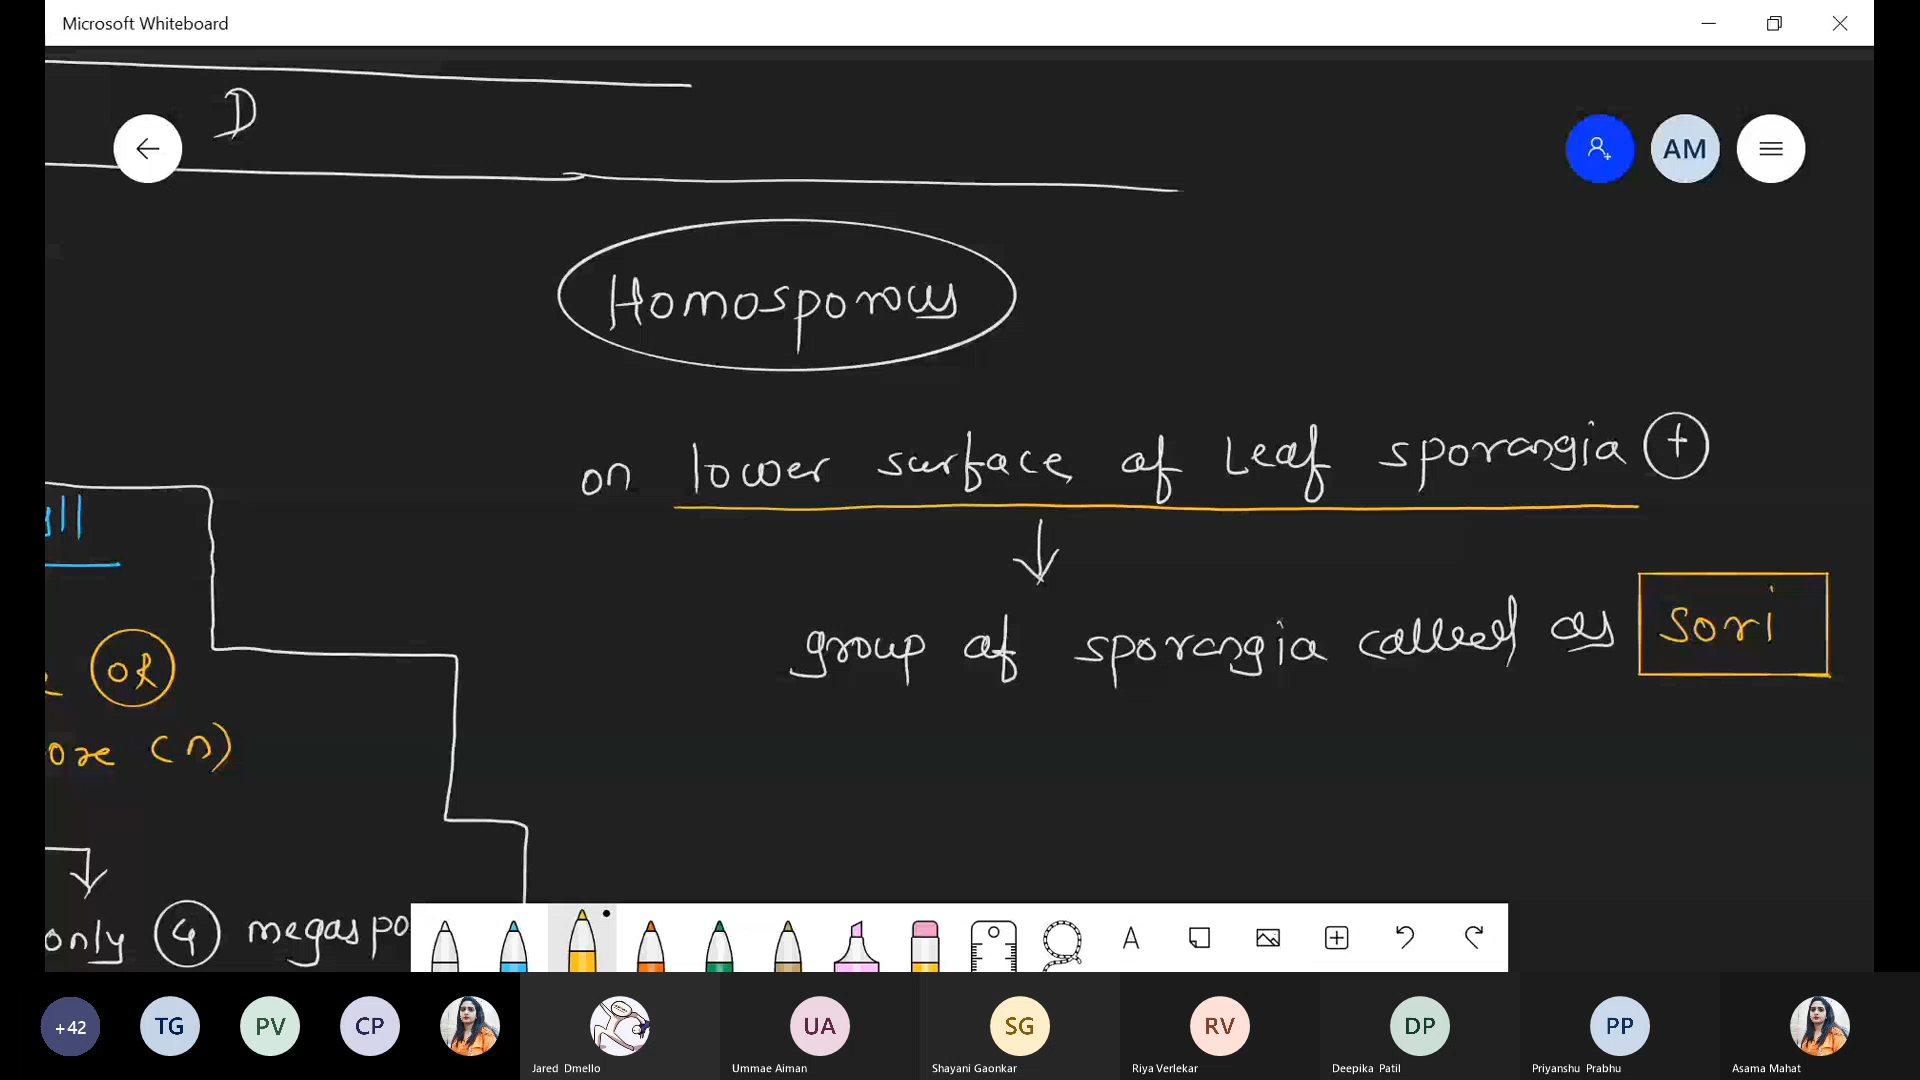 Microsoft Whiteboard
D
AM
Homosporous
on lower surface of Leaf sporangia +
group of sporangia called as sori
all
or
ore (n)
only 4 megaspo
A
+42
TG
PV
CP
UA
SG
RV
DP
PP
Jared Dmello
Ummae Aiman
Shayani Gaonkar
Riya Verlekar
Deepika Patil
Priyanshu Prabhu
Asama Mahat